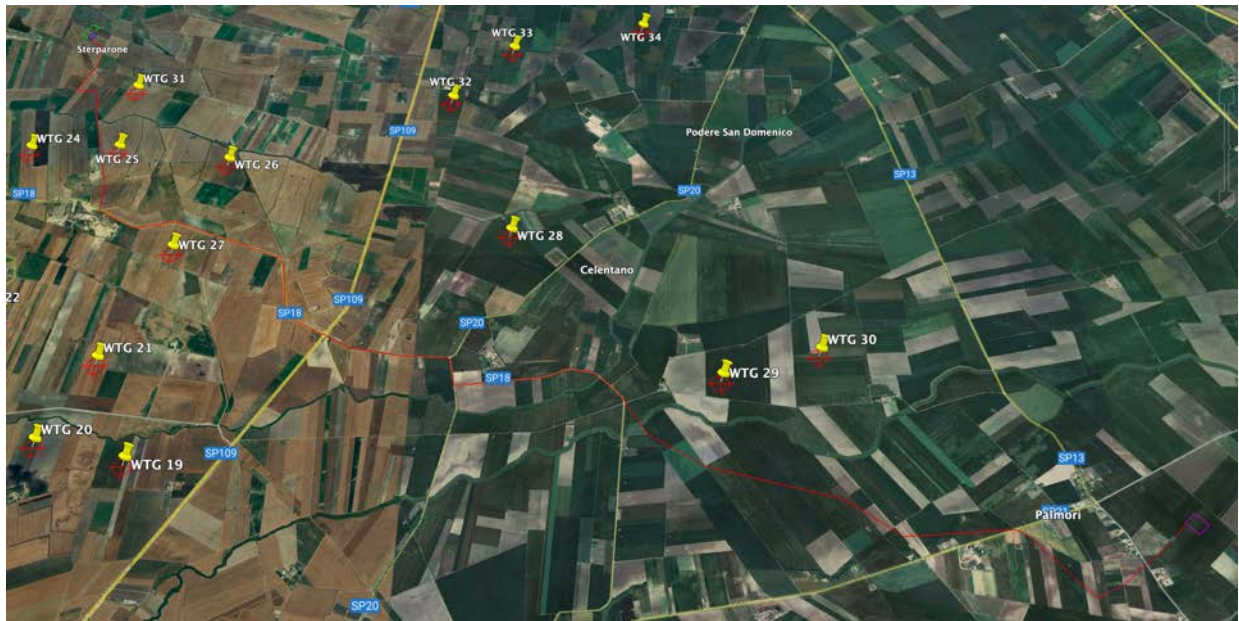 WTG 33
WTG 34
Sterparone
WTG 31
WTG 32
SP109
Podere San Domenico
WTG 24
WTG 25
WTG 26
SP13
SP18
SP20
WTG 28
WTG 27
Celentano
22
SP109
SP18
SP20
WTG 30
WTG 21
WTG 29
SP18
WTG 20
WTG 19
SP109
SP13
SP21
Palmori
SP20